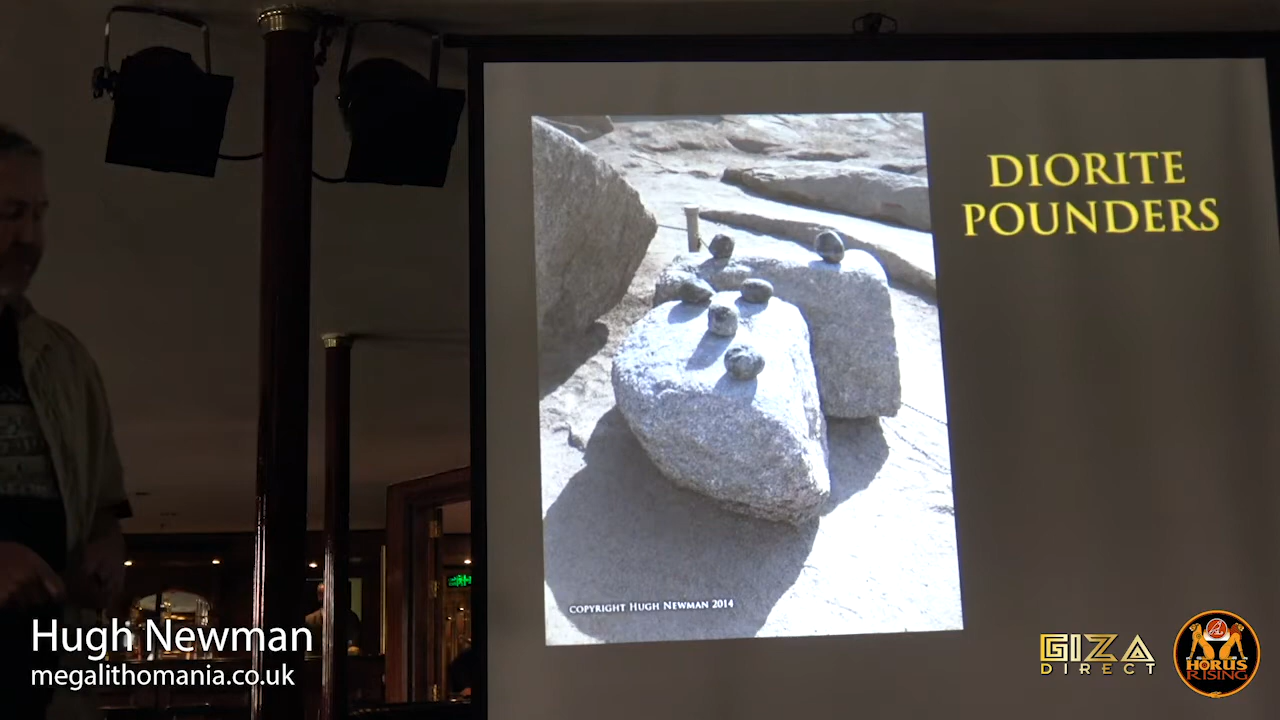 DIORITE
POUNDERS
COPYRIGHT HUGH NEWMAN 2014
Hugh Newman
megalithomania.co.uk
GIZA
DIRECT
HORUS
RISING